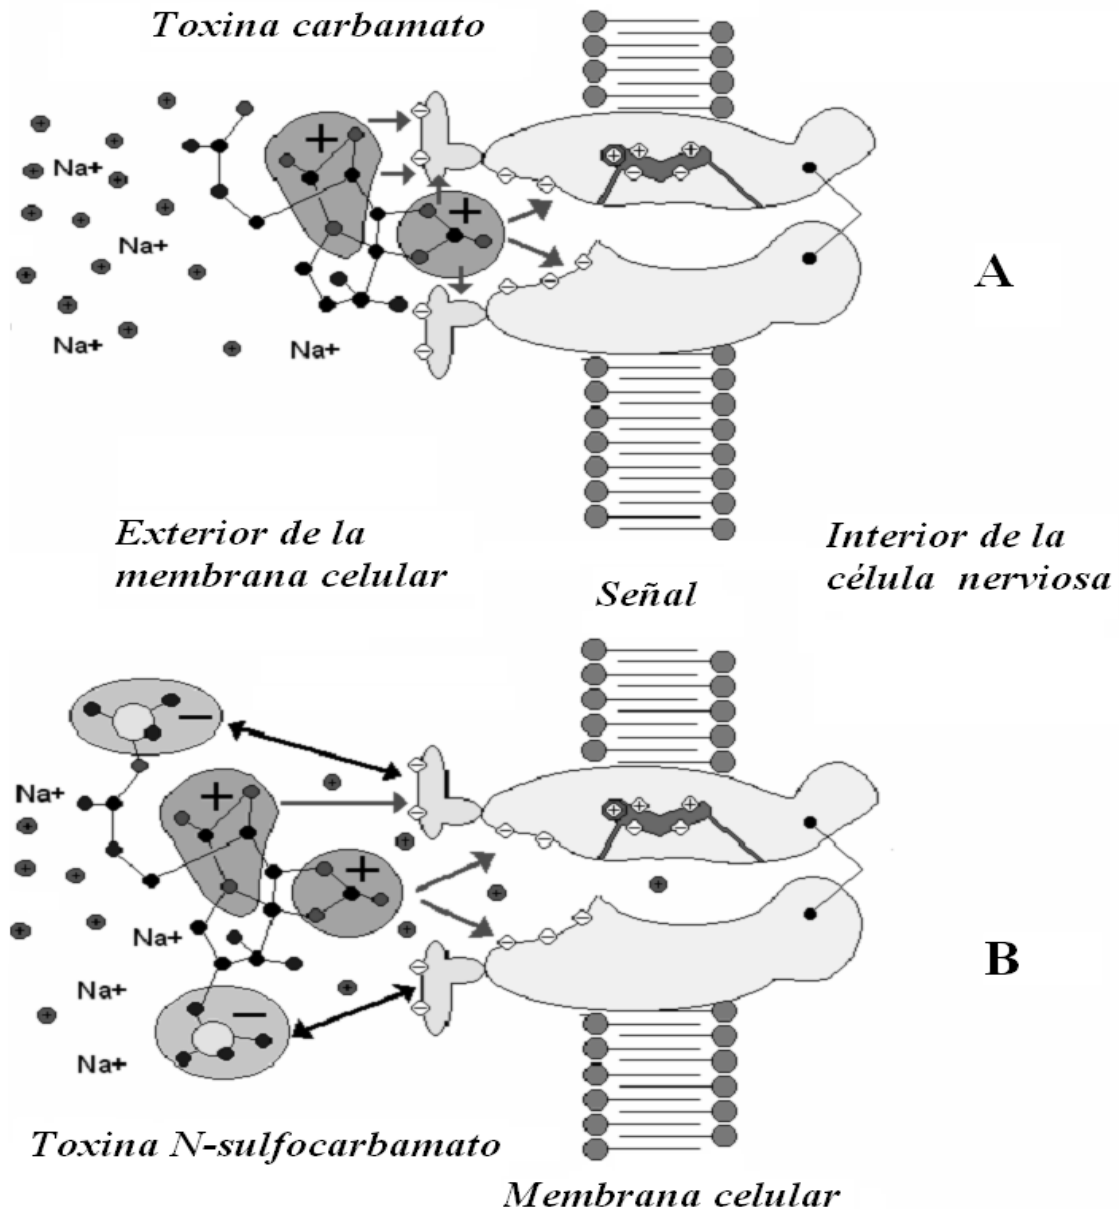 Toxina carbamato
Na+
Na+
Na+
Na+
+
+
A
Exterior de la
membrana celular
Interior de la
célula nerviosa
Señal
Na+
Na+
Na+
Na+
−
+
+
−
B
Toxina N-sulfocarbamato
Membrana celular